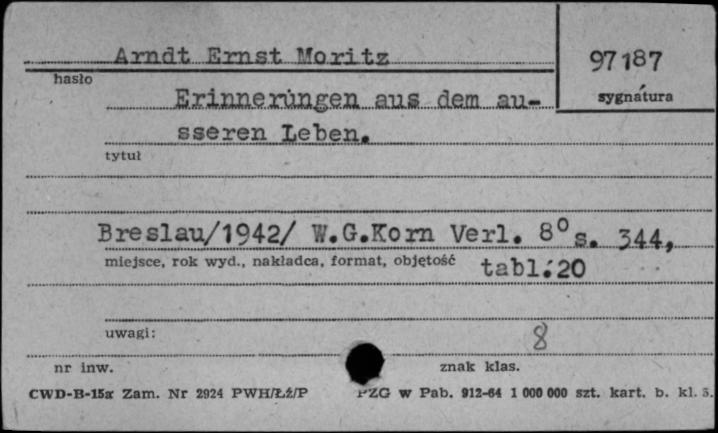 Arndt Ernst Moritz
97187
hasło
sygnatura
Erinnerungen aus dem au-
sseren Leben.
tytuł
Breslau/1942/ W.G.Korn Verl. 8° s. 344,
miejsce, rok wyd., nakładca, format, objętość
tabl.20
uwagi:
8
nr inw.
znak klas.
CWD-B-15a Zam. Nr 2924 PWH/Łź/P
PZG w Pab. 912-64 1 000 000 szt. kart. b. kl. 3.